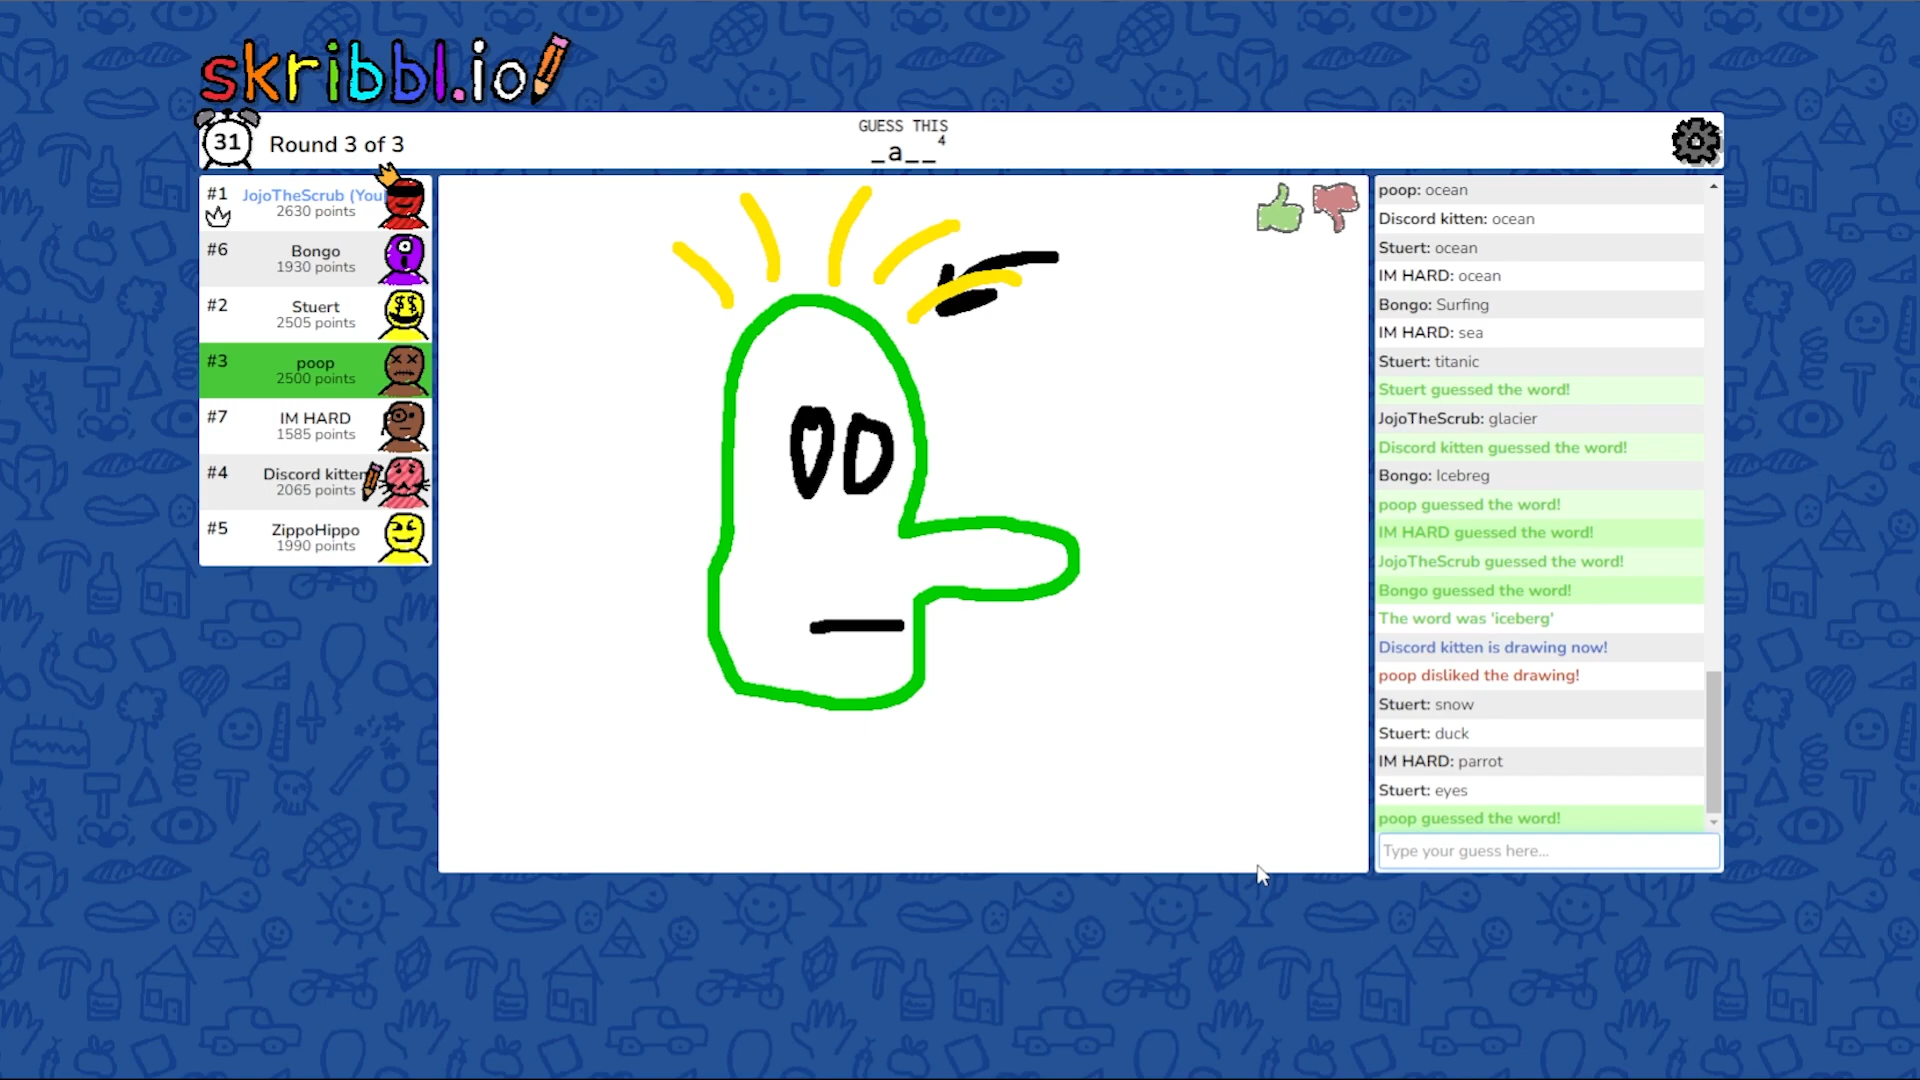 skribbl.io
31
Round 3 of 3
GUESS THIS
_a__ 4
#1
JojoTheScrub (You
2630 points
#6
Bongo
1930 points
#2
Stuert
2505 points
#3
poop
2500 points
#7
IM HARD
1585 points
#4
Discord kitten
2065 points
#5
ZippoHippo
1990 points
poop: ocean
Discord kitten: ocean
Stuert: ocean
IM HARD: ocean
Bongo: Surfing
IM HARD: sea
Stuert: titanic
Stuert guessed the word!
JojoTheScrub: glacier
Discord kitten guessed the word!
Bongo: Icebreg
poop guessed the word!
IM HARD guessed the word!
JojoTheScrub guessed the word!
Bongo guessed the word!
The word was 'iceberg'
Discord kitten is drawing now!
poop disliked the drawing!
Stuert: snow
Stuert: duck
IM HARD: parrot
Stuert: eyes
poop guessed the word!
Type your guess here...